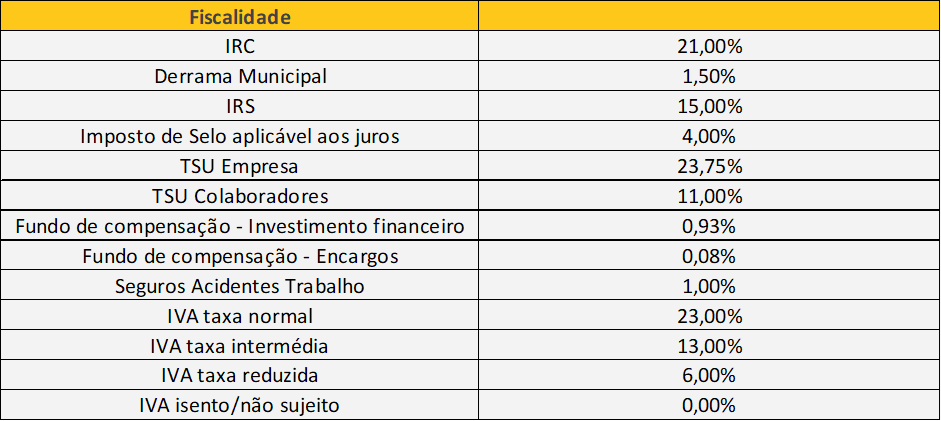 Fiscalidade
IRC 21,00%
Derrama Municipal 1,50%
IRS 15,00%
Imposto de Selo aplicável aos juros 4,00%
TSU Empresa 23,75%
TSU Colaboradores 11,00%
Fundo de compensação - Investimento financeiro 0,93%
Fundo de compensação - Encargos 0,08%
Seguros Acidentes Trabalho 1,00%
IVA taxa normal 23,00%
IVA taxa intermédia 13,00%
IVA taxa reduzida 6,00%
IVA isento/não sujeito 0,00%